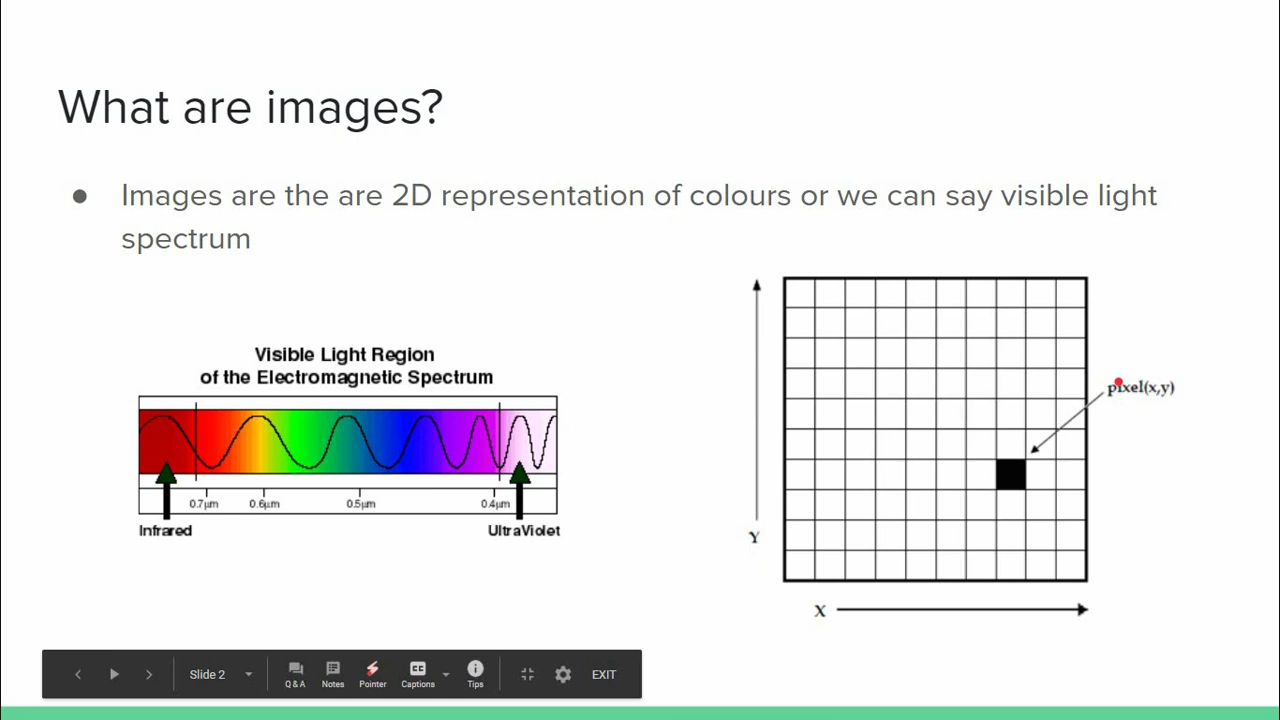 What are images?
● Images are the are 2D representation of colours or we can say visible light
spectrum
Visible Light Region
of the Electromagnetic Spectrum
0.7μm 0.6μm 0.5μm 0.4μm
Infrared UltraViolet
pixel(x,y)
Y
X
Slide 2 Q & A Notes Pointer Captions Tips EXIT